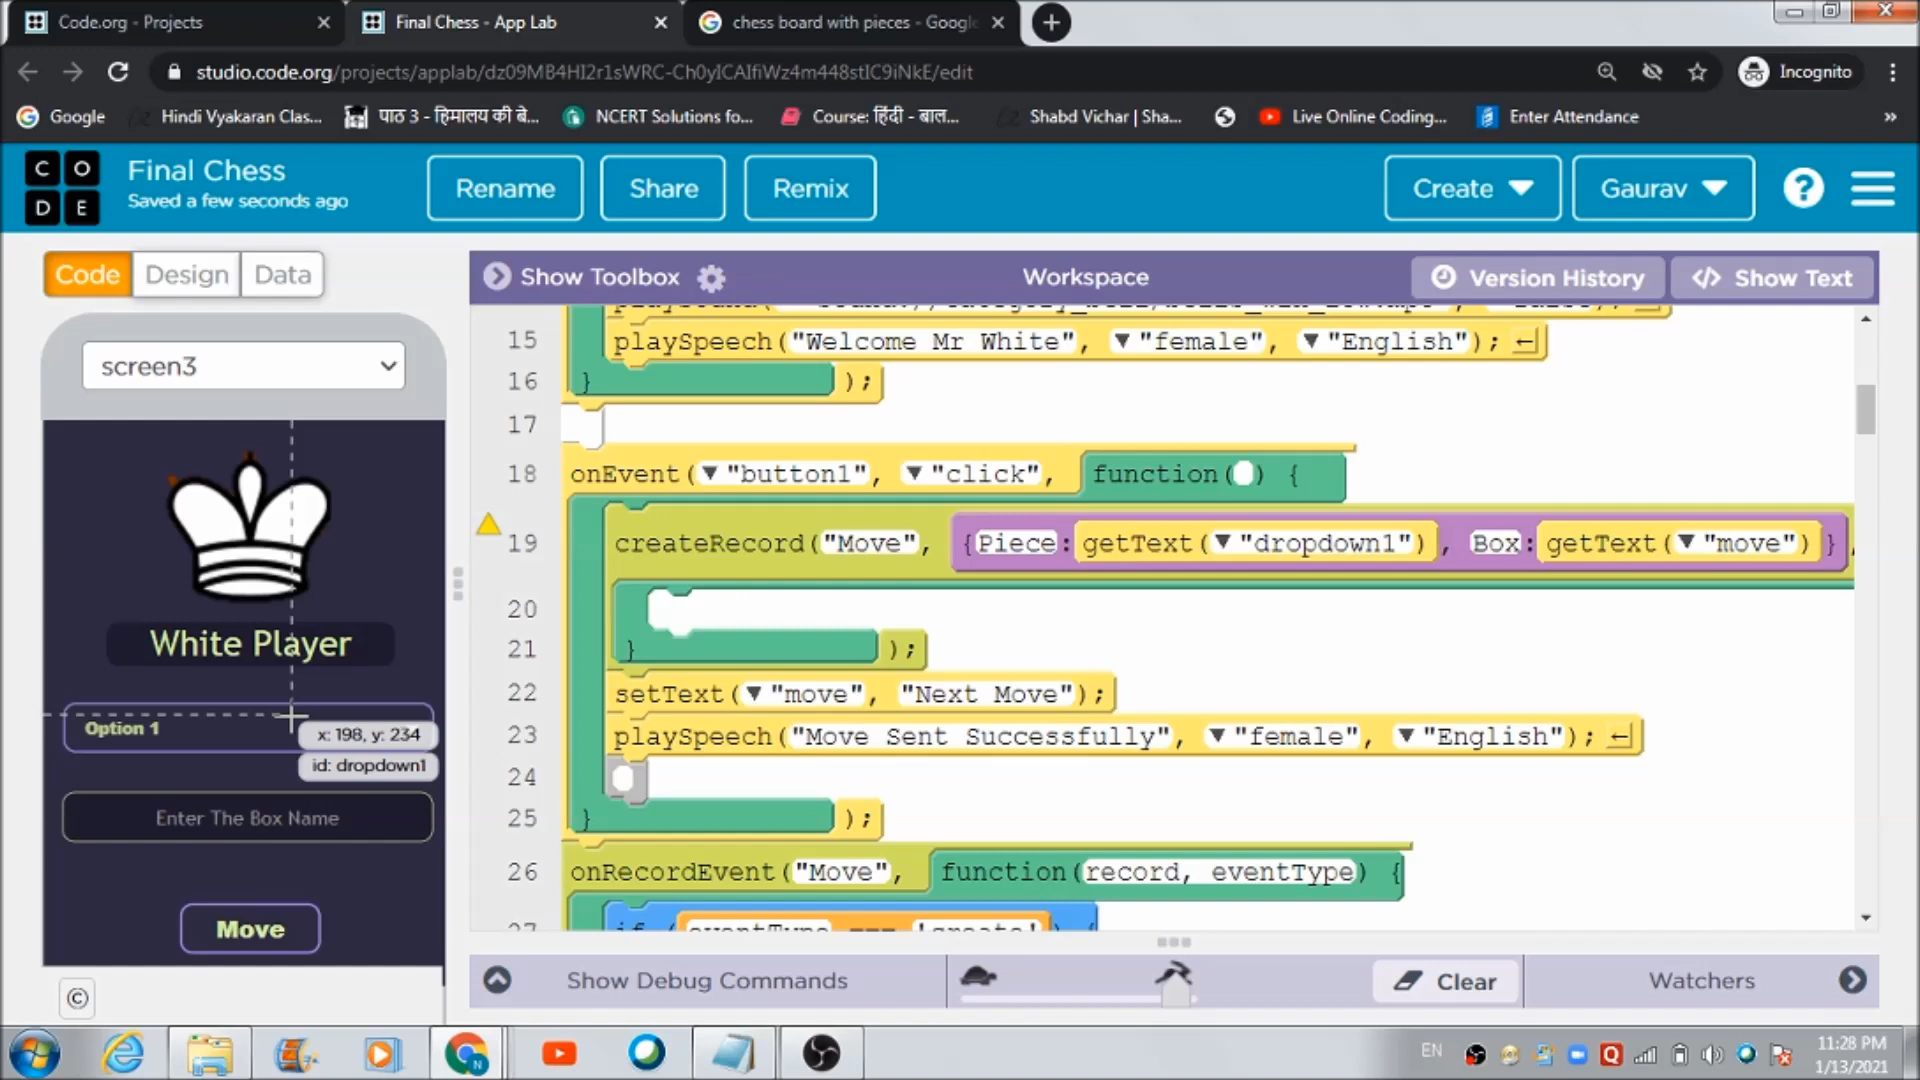 Code.org - Projects
Final Chess - App Lab
chess board with pieces - Google
studio.code.org/projects/applab/dz09MB4HI2r1sWRC-Ch0yICAIfiWz4m448stIC9iNkE/edit
Incognito
Google
Hindi Vyakaran Clas...
पाठ 3 - हिमालय की बे...
NCERT Solutions fo...
Course: हिंदी - बाल...
Shabd Vichar | Sha...
Live Online Coding...
Enter Attendance
»
C O
D E
Final Chess
Saved a few seconds ago
Rename
Share
Remix
Create
Gaurav
?
Code
Design
Data
Show Toolbox
Workspace
Version History
</> Show Text
screen3
White Player
Option 1
x: 198, y: 234
id: dropdown1
Enter The Box Name
Move
©
15 playSpeech("Welcome Mr White", ▼"female", ▼"English");
16 } );
17
18 onEvent(▼"button1", ▼"click", function( ) {
19 createRecord("Move", {Piece:getText(▼"dropdown1"), Box:getText(▼"move")},
20
21 } );
22 setText(▼"move", "Next Move");
23 playSpeech("Move Sent Successfully", ▼"female", ▼"English");
24
25 } );
26 onRecordEvent("Move", function(record, eventType) {
27 if (eventType === 'create') {
Show Debug Commands
Clear
Watchers
EN
11:28 PM
1/13/2021